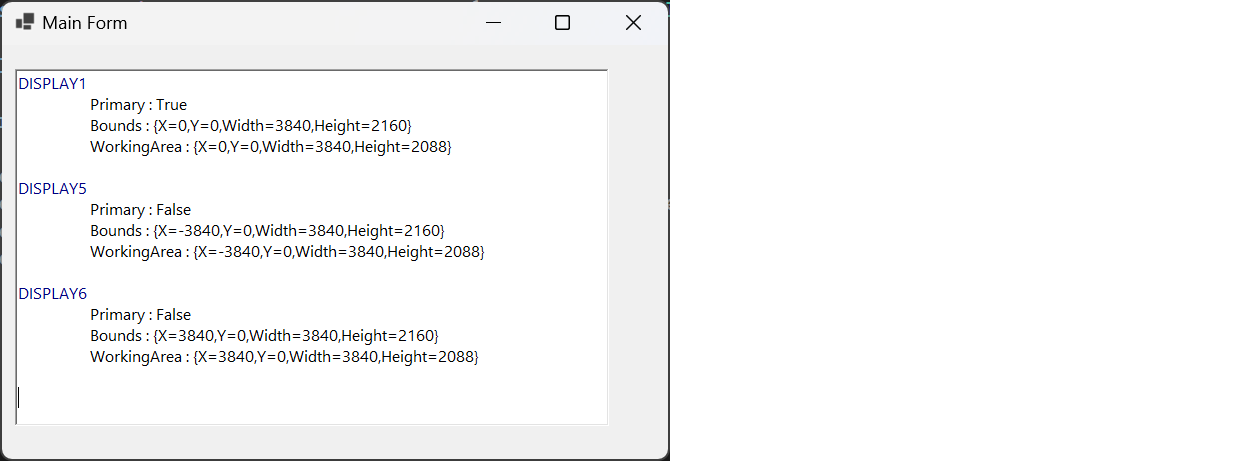 Main Form
DISPLAY1
Primary : True
Bounds : {X=0,Y=0,Width=3840,Height=2160}
WorkingArea : {X=0,Y=0,Width=3840,Height=2088}
DISPLAY5
Primary : False
Bounds : {X=-3840,Y=0,Width=3840,Height=2160}
WorkingArea : {X=-3840,Y=0,Width=3840,Height=2088}
DISPLAY6
Primary : False
Bounds : {X=3840,Y=0,Width=3840,Height=2160}
WorkingArea : {X=3840,Y=0,Width=3840,Height=2088}